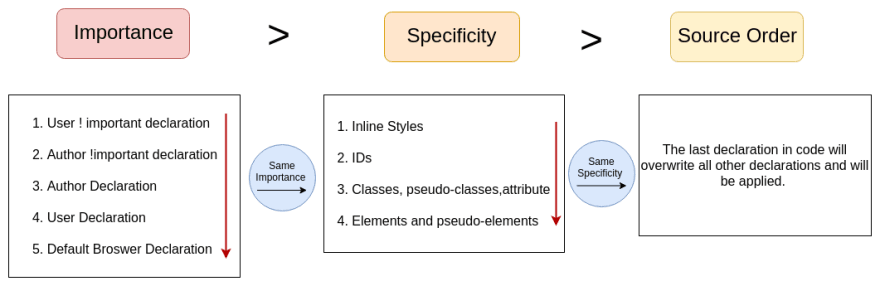 Importance
>
Specificity
>
Source Order
1. User ! important declaration
2. Author !important declaration
3. Author Declaration
4. User Declaration
5. Default Broswer Declaration
Same
Importance
1. Inline Styles
2. IDs
3. Classes, pseudo-classes,attribute
4. Elements and pseudo-elements
Same
Specificity
The last declaration in code will
overwrite all other declarations and will
be applied.